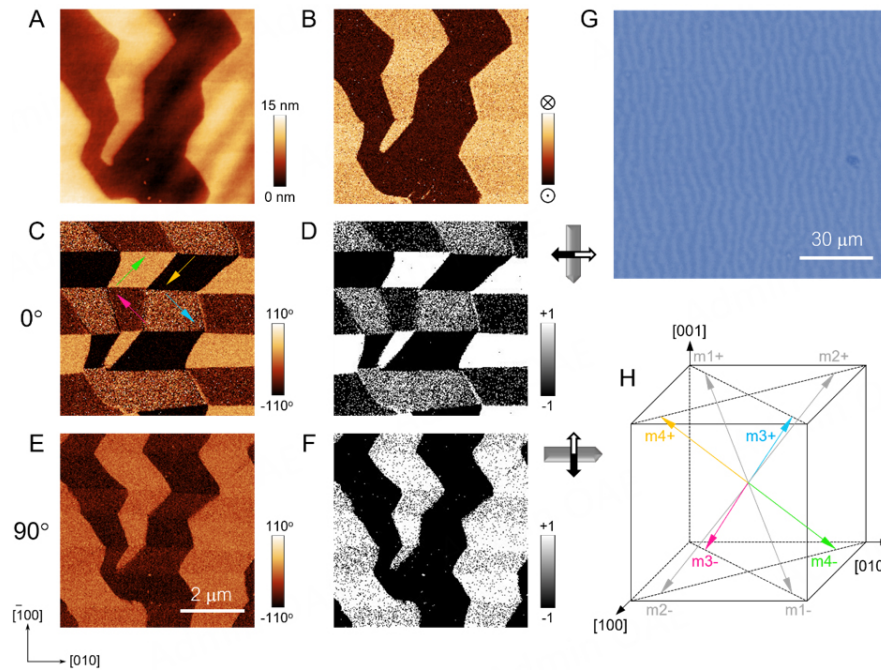 A
B
G
15 nm
0 nm
⊗
⊙
30 μm
C
D
0°
110°
-110°
+1
-1
H
[001]
m1+
m2+
m4+
m3+
m3-
m4-
m2-
m1-
[010]
[100]
E
F
90°
110°
-110°
2 μm
+1
-1
[1̄00]
[010]